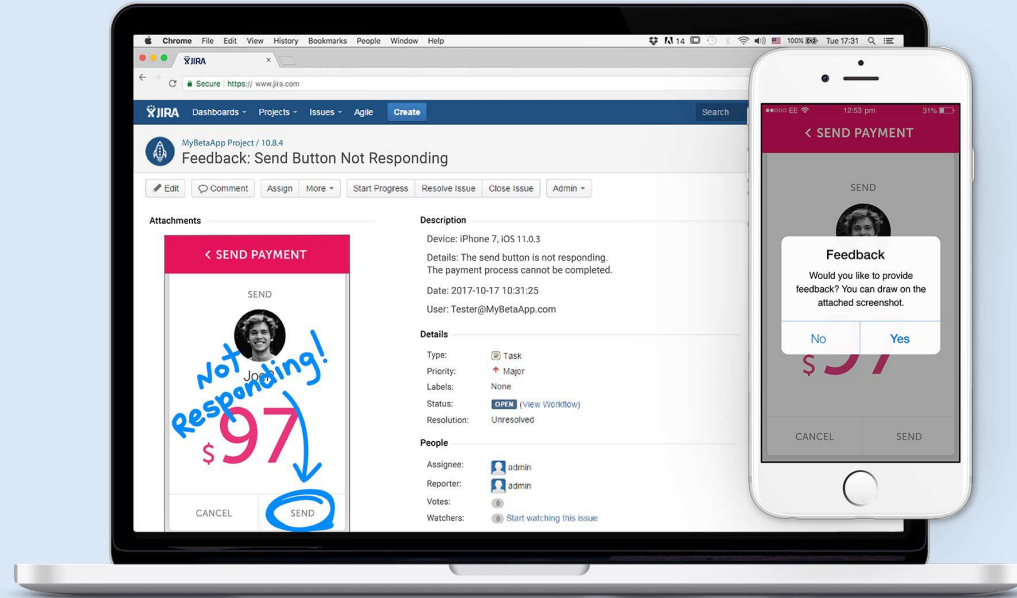 Chrome File Edit View History Bookmarks People Window Help 14 100% Tue 17:31
JIRA
Secure https:// www.jira.com
JIRA Dashboards Projects Issues Agile Create Search
MyBetaApp Project / 10.8.4
Feedback: Send Button Not Responding
Edit Comment Assign More Start Progress Resolve Issue Close Issue Admin
Attachments
< SEND PAYMENT
SEND
Not Responding!
$97
CANCEL SEND
Description
Device: iPhone 7, iOS 11.0.3
Details: The send button is not responding.
The payment process cannot be completed.
Date: 2017-10-17 10:31:25
User: Tester@MyBetaApp.com
Details
Type: Task
Priority: Major
Labels: None
Status: OPEN (View Workflow)
Resolution: Unresolved
People
Assignee: admin
Reporter: admin
Votes: 0
Watchers: 0 Start watching this issue
EE 12:53 pm 31%
< SEND PAYMENT
SEND
Feedback
Would you like to provide
feedback? You can draw on the
attached screenshot.
No Yes
$97
CANCEL SEND